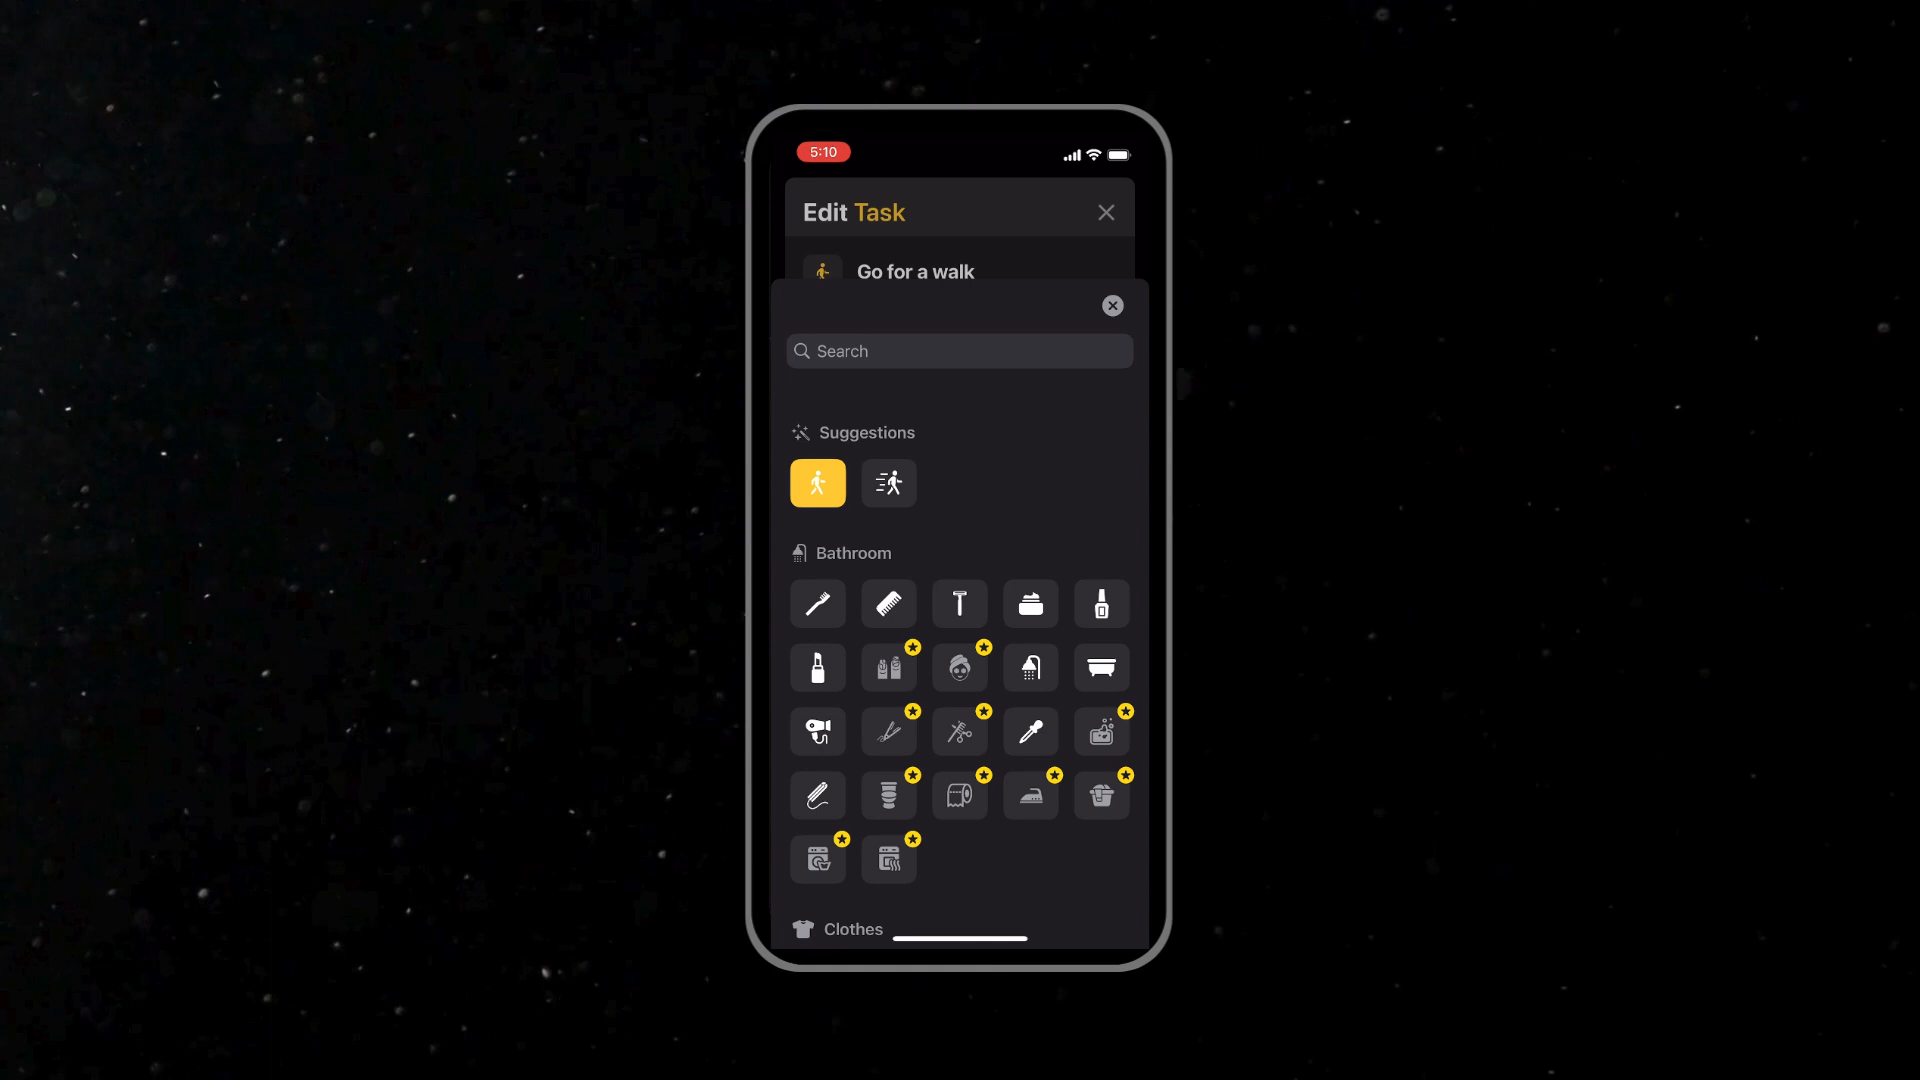 5:10
Edit Task
Go for a walk
Search
Suggestions
Bathroom
Clothes